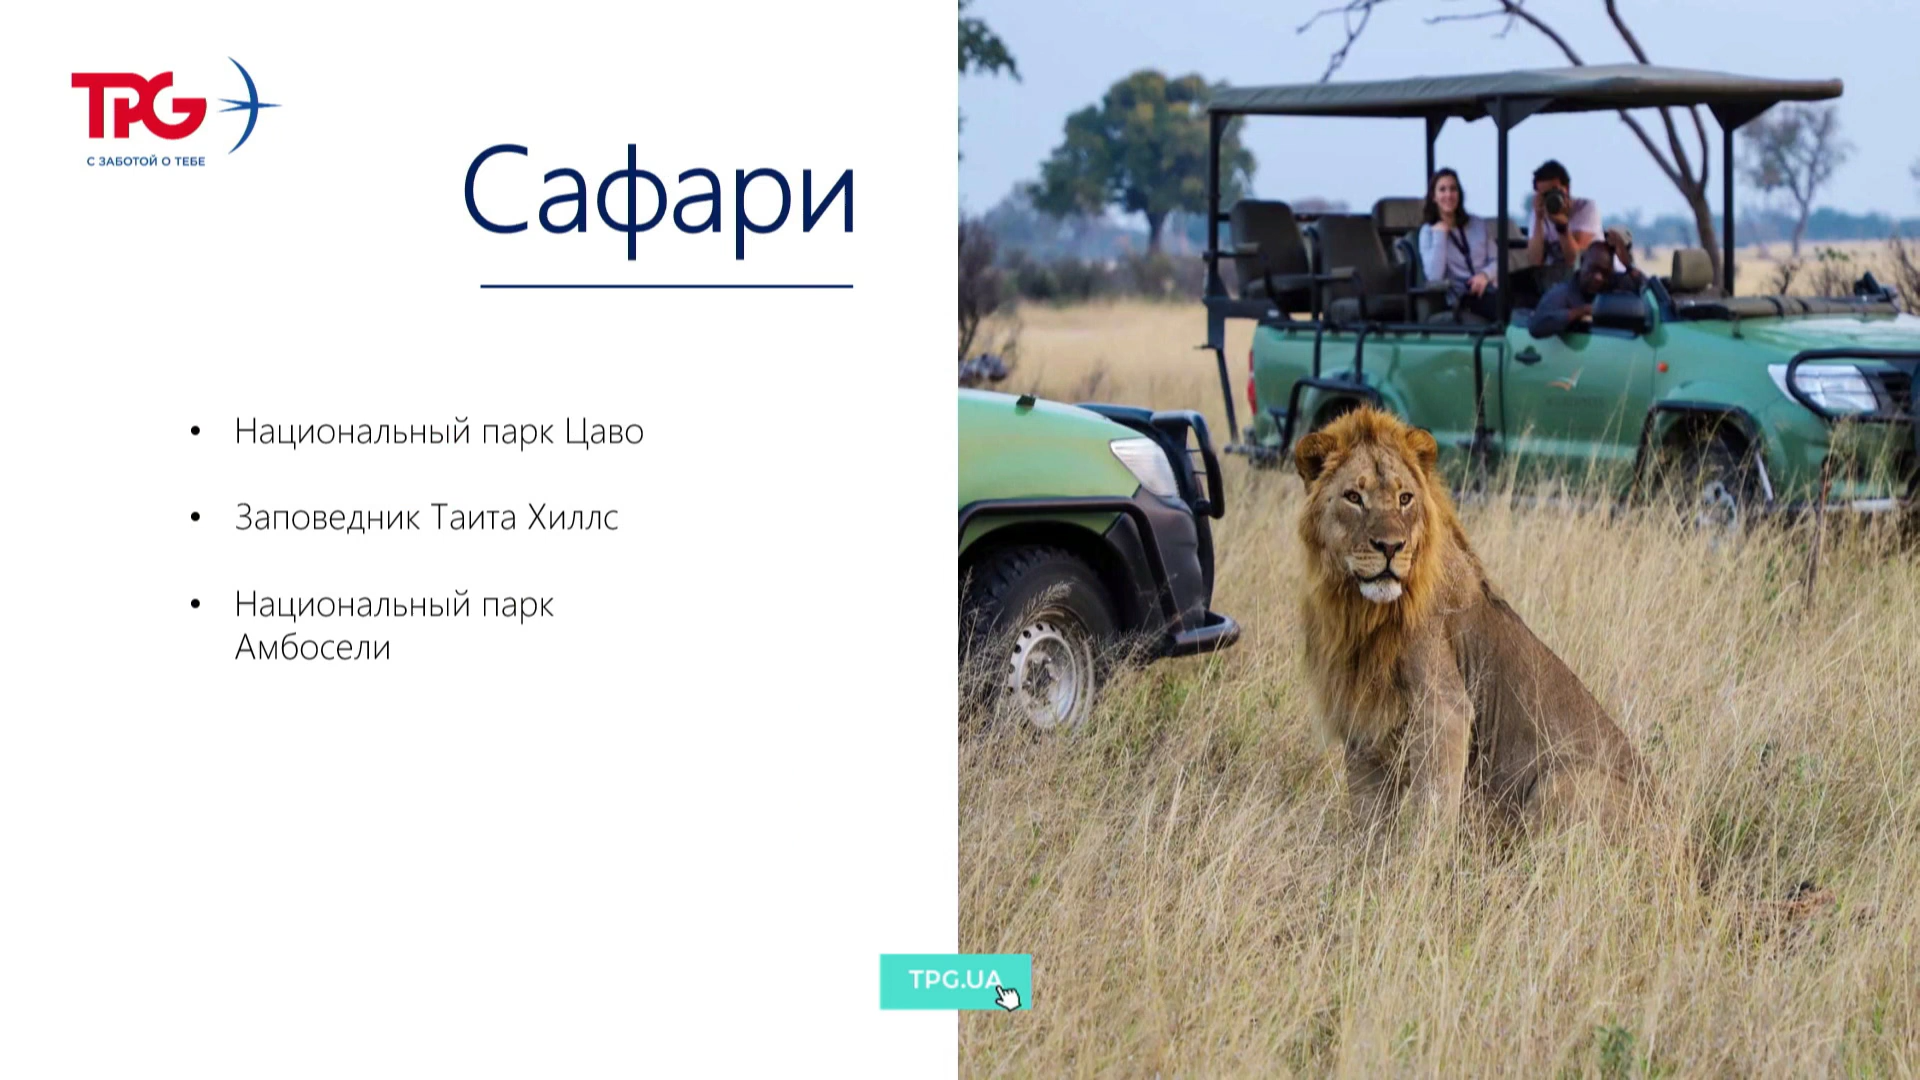 TPG
С ЗАБОТОЙ О ТЕБЕ
Сафари
• Национальный парк Цаво
• Заповедник Таита Хиллс
• Национальный парк
Амбосели
TPG.UA